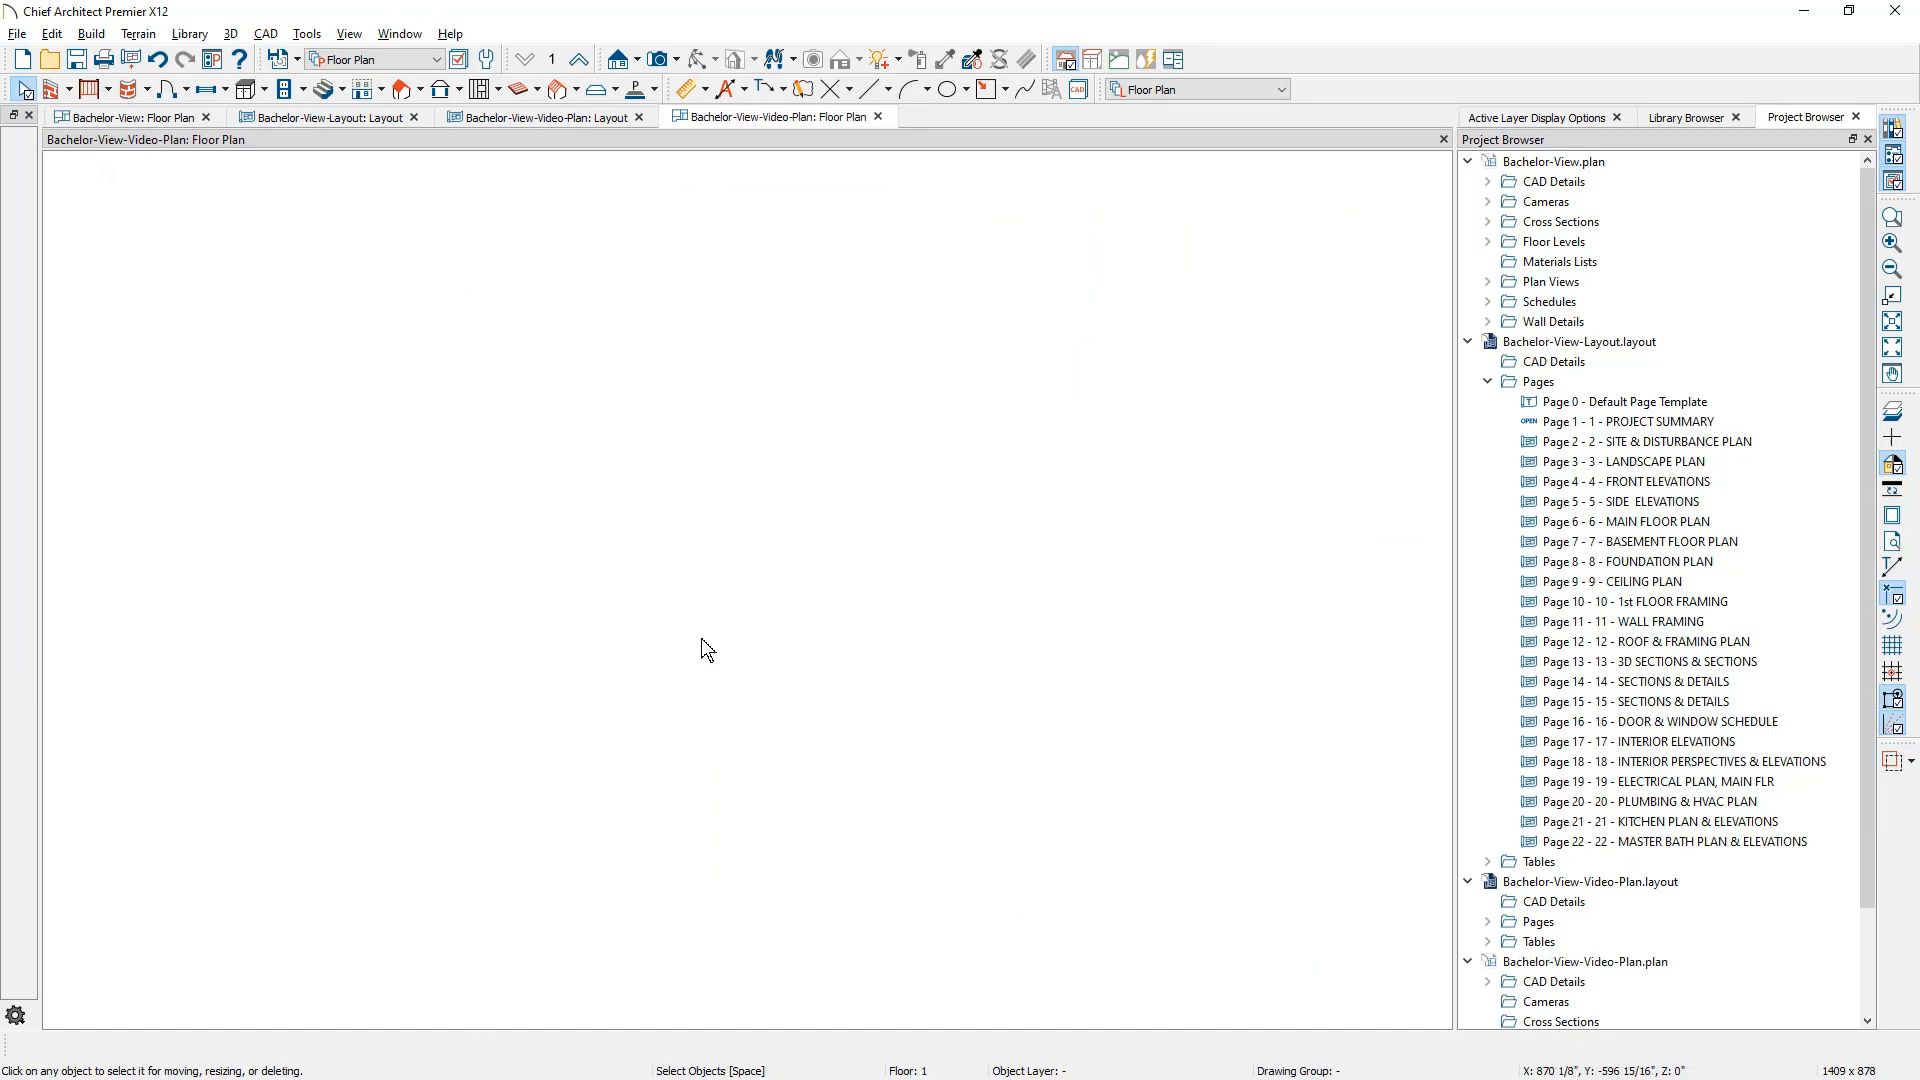 Chief Architect Premier X12
File Edit Build Terrain Library 3D CAD Tools View Window Help
Floor Plan 1
CAD Floor Plan
Bachelor-View: Floor Plan Bachelor-View-Layout: Layout Bachelor-View-Video-Plan: Layout Bachelor-View-Video-Plan: Floor Plan Active Layer Display Options Library Browser Project Browser
Bachelor-View-Video-Plan: Floor Plan Project Browser
Bachelor-View.plan
CAD Details
Cameras
Cross Sections
Floor Levels
Materials Lists
Plan Views
Schedules
Wall Details
Bachelor-View-Layout.layout
CAD Details
Pages
Page 0 - Default Page Template
OPEN Page 1 - 1 - PROJECT SUMMARY
Page 2 - 2 - SITE & DISTURBANCE PLAN
Page 3 - 3 - LANDSCAPE PLAN
Page 4 - 4 - FRONT ELEVATIONS
Page 5 - 5 - SIDE  ELEVATIONS
Page 6 - 6 - MAIN FLOOR PLAN
Page 7 - 7 - BASEMENT FLOOR PLAN
Page 8 - 8 - FOUNDATION PLAN
Page 9 - 9 - CEILING PLAN
Page 10 - 10 - 1st FLOOR FRAMING
Page 11 - 11 - WALL FRAMING
Page 12 - 12 - ROOF & FRAMING PLAN
Page 13 - 13 - 3D SECTIONS & SECTIONS
Page 14 - 14 - SECTIONS & DETAILS
Page 15 - 15 - SECTIONS & DETAILS
Page 16 - 16 - DOOR & WINDOW SCHEDULE
Page 17 - 17 - INTERIOR ELEVATIONS
Page 18 - 18 - INTERIOR PERSPECTIVES & ELEVATIONS
Page 19 - 19 - ELECTRICAL PLAN, MAIN FLR
Page 20 - 20 - PLUMBING & HVAC PLAN
Page 21 - 21 - KITCHEN PLAN & ELEVATIONS
Page 22 - 22 - MASTER BATH PLAN & ELEVATIONS
Tables
Bachelor-View-Video-Plan.layout
CAD Details
Pages
Tables
Bachelor-View-Video-Plan.plan
CAD Details
Cameras
Cross Sections
Click on any object to select it for moving, resizing, or deleting. Select Objects [Space] Floor: 1 Object Layer: - Drawing Group: - X: 870 1/8", Y: -596 15/16", Z: 0" 1409 x 878